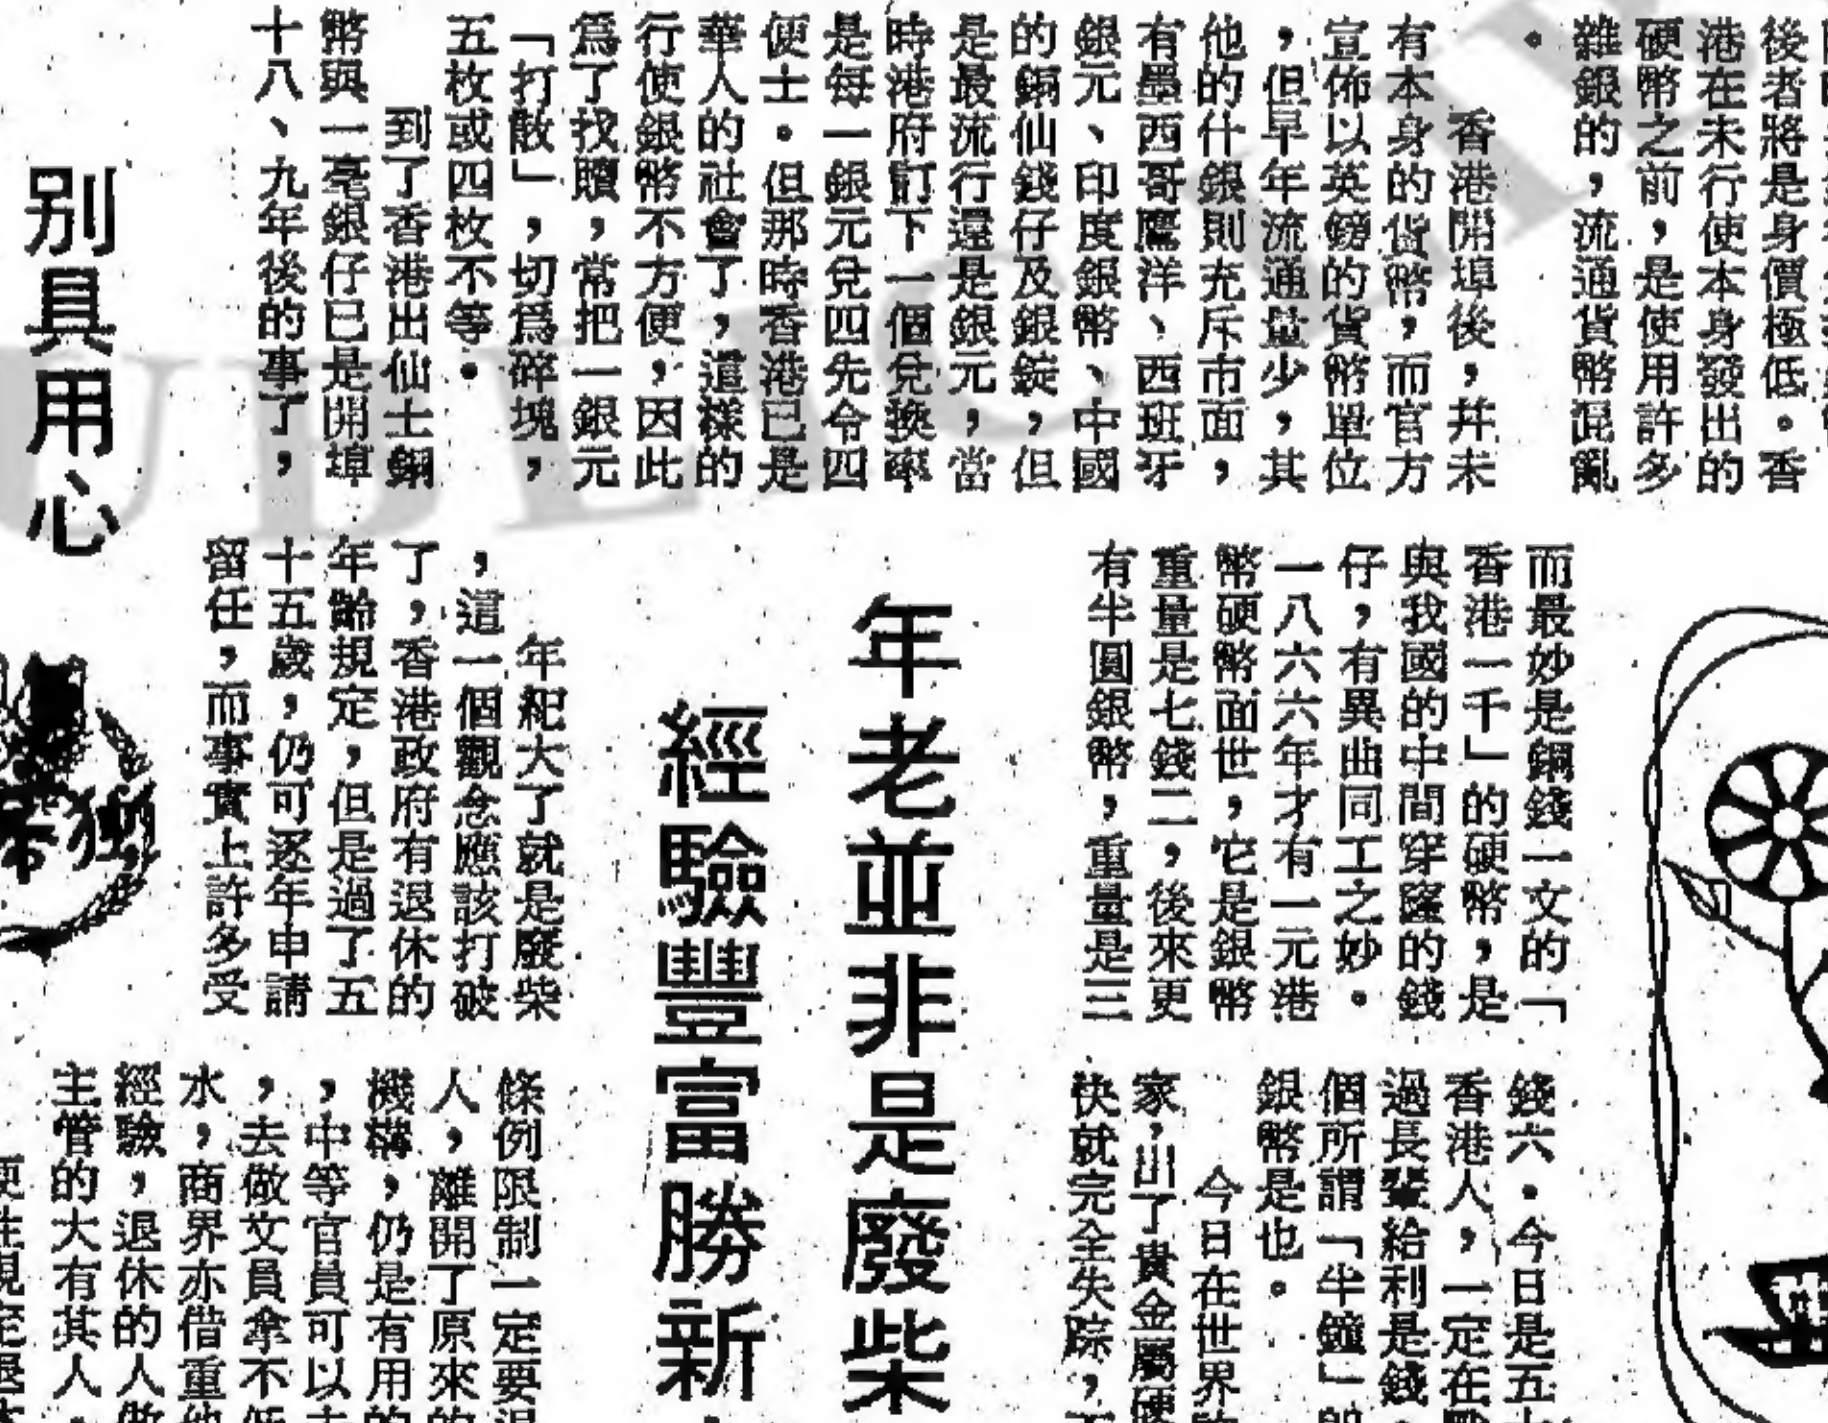 後者將是身價極低。香
港在未行使本身發出的
硬幣之前，是使用許多
雜銀的，流通貨幣混亂
。
香港開埠後，幷未
有本身的貨幣，而官方
宣佈以英鎊的貨幣單位
，但早年流通量少，其
他的什銀則充斥市面，
有墨西哥鷹洋、西班牙
銀元、印度銀幣、中國
的銅仙錢仔及銀錠，但
是最流行還是銀元，當
時港府訂下一個兌換率
是每一銀元兌四先令四
便士。但那時香港已是
華人的社會了，這樣的
行使銀幣不方便，因此
爲了找贖，常把一銀元
「打散」，切爲碎塊，
五枚或四枚不等。
到了香港出仙士銅
幣與一毫銀仔已是開埠
十八、九年後的事了，
而最妙是銅錢一文的「
香港一千」的硬幣，是
與我國的中間穿窿的錢
仔，有異曲同工之妙。
一八六六年才有一元港
幣硬幣面世，它是銀幣
重量是七錢二，後來更
有半圓銀幣，重量是三
錢六。今日是五十
香港人，一定在戰
過長輩給利是錢，
個所謂「半鐘」即
銀幣是也。
今日在世界
家，出了貴金屬硬
快就完全失踪，
年老並非是廢柴
經驗豐富勝新
年紀大了就是廢柴
，這一個觀念應該打破
了，香港政府有退休的
年齡規定，但是過了五
十五歲，仍可逐年申請
留任，而事實上許多受
條例限制一定要退
人，離開了原來的
機構，仍是有用的
，中等官員可以去
，去做文員拿不低
水，商界亦借重他
經驗，退休的人做
主管的大有其人。
别具用心